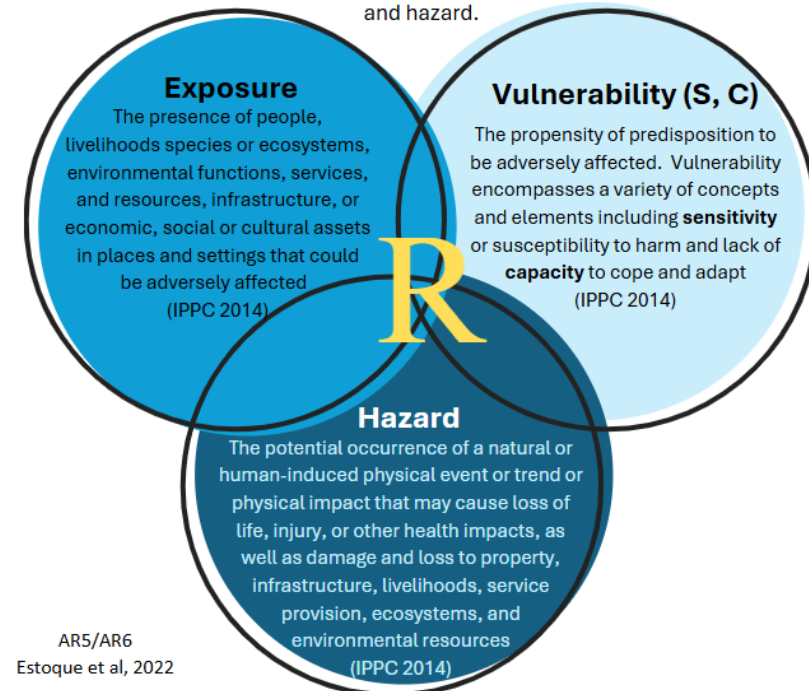 and hazard.
Exposure
The presence of people,
livelihoods species or ecosystems,
environmental functions, services,
and resources, infrastructure, or
economic, social or cultural assets
in places and settings that could
be adversely affected
(IPPC 2014)
Vulnerability (S, C)
The propensity of predisposition to
be adversely affected.  Vulnerability
encompasses a variety of concepts
and elements including sensitivity
or susceptibility to harm and lack of
capacity to cope and adapt
(IPPC 2014)
R
Hazard
The potential occurrence of a natural or
human-induced physical event or trend or
physical impact that may cause loss of
life, injury, or other health impacts, as
well as damage and loss to property,
infrastructure, livelihoods, service
provision, ecosystems, and
environmental resources
(IPPC 2014)
AR5/AR6
Estoque et al, 2022